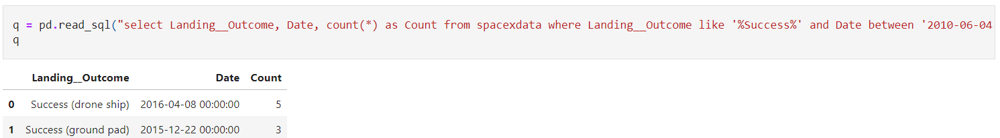 q = pd.read_sql("select Landing__Outcome, Date, count(*) as Count from spacexdata where Landing__Outcome like '%Success%' and Date between '2010-06-04
q
Landing__Outcome Date Count
0 Success (drone ship) 2016-04-08 00:00:00 5
1 Success (ground pad) 2015-12-22 00:00:00 3